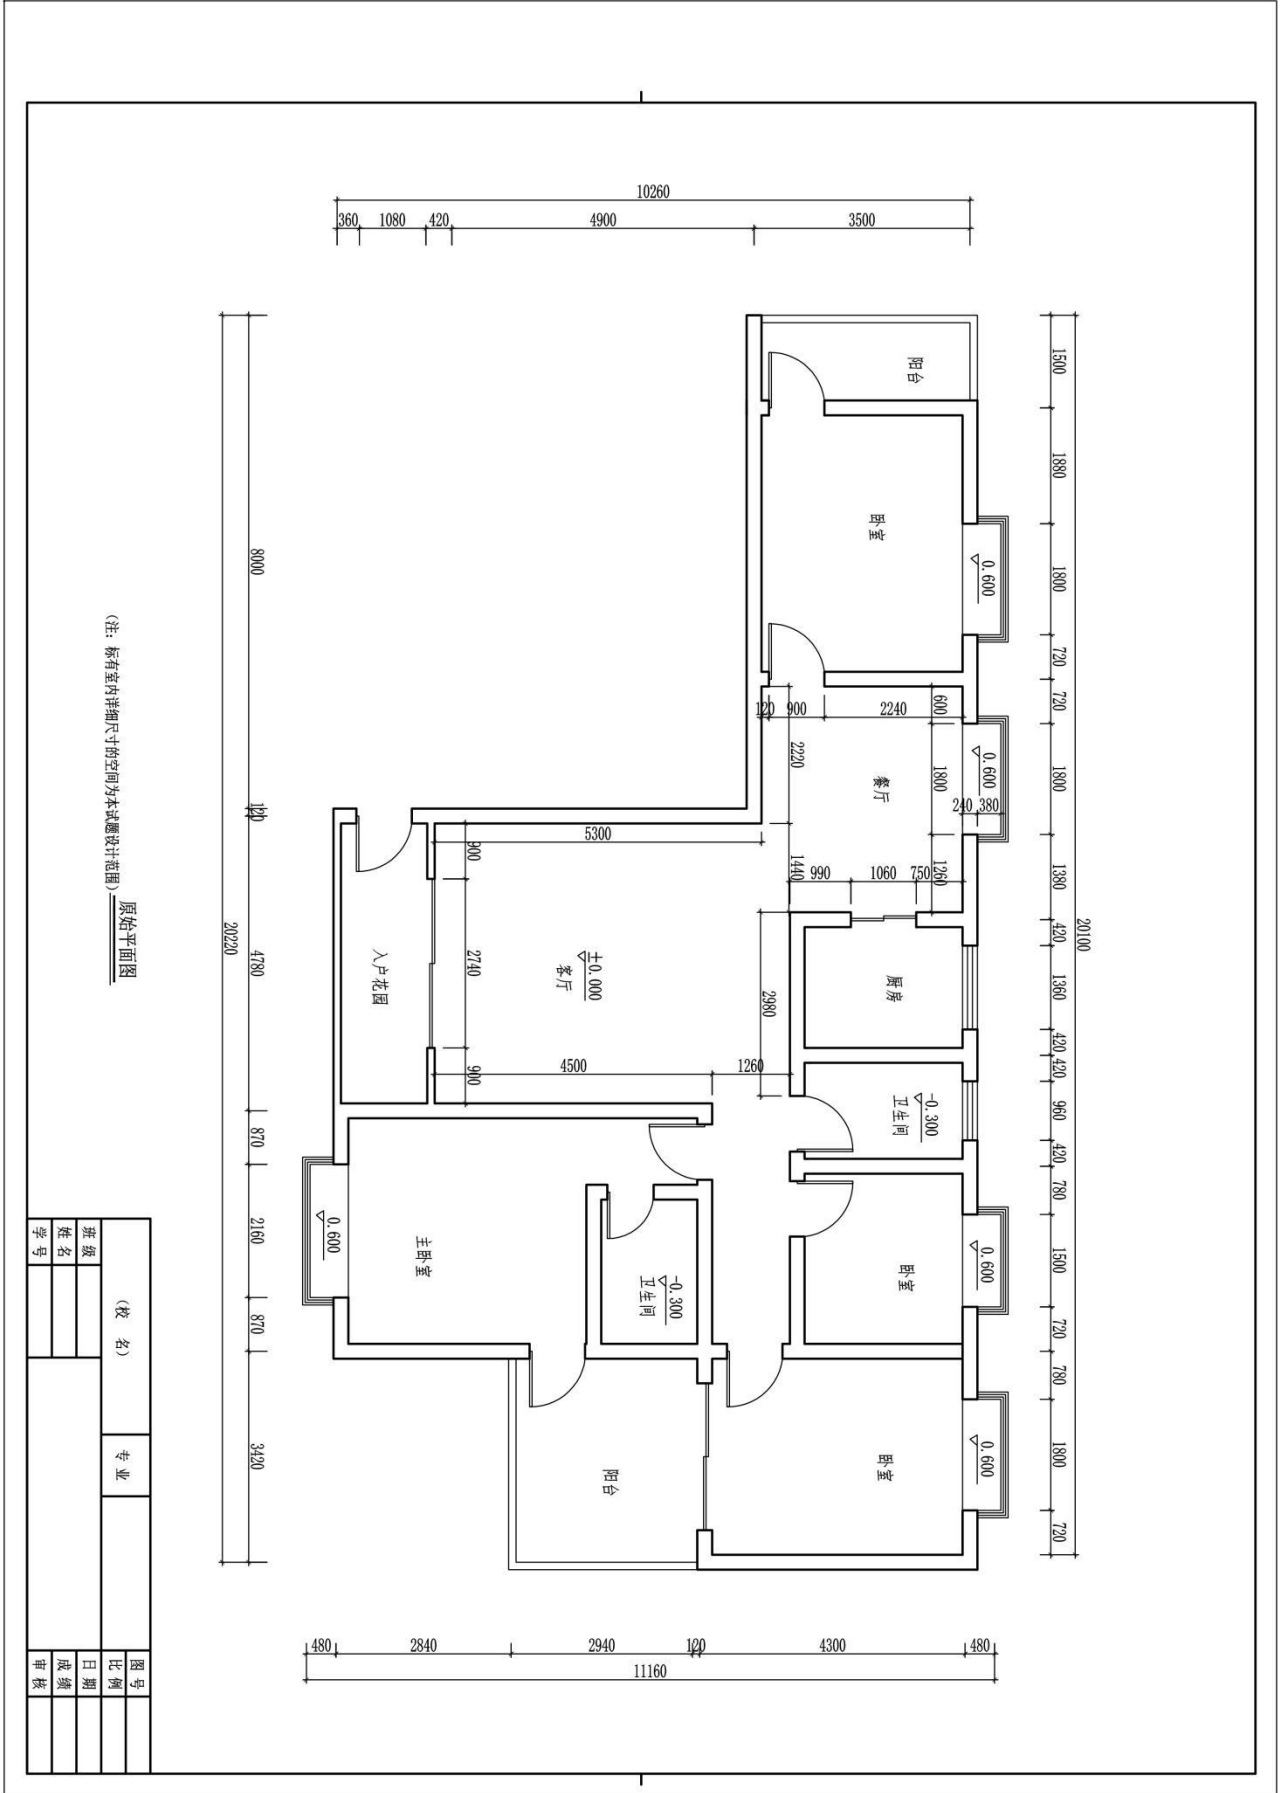 20100
1500
1880
1800
720
720
1800
1380
420
1360
420
420
960
420
780
1500
720
780
1800
720
10260
360
1080
420
4900
3500
阳台
卧室
0.600
0.600
600
1800
1260
240
380
120
900
2240
2220
1440
餐厅
990
1060
750
5300
厨房
2980
±0.000
客厅
900
2740
900
4500
1260
入户花园
-0.300
卫生间
卧室
0.600
卧室
0.600
主卧室
0.600
-0.300
卫生间
阳台
480
2840
2940
120
4300
480
11160
8000
120
4780
870
2160
870
3420
20220
原始平面图
(注：标有室内详细尺寸的空间为本试题设计范围)
(校 名)
专 业
图 号
比 例
班 级
日 期
姓 名
成 绩
学 号
审 核